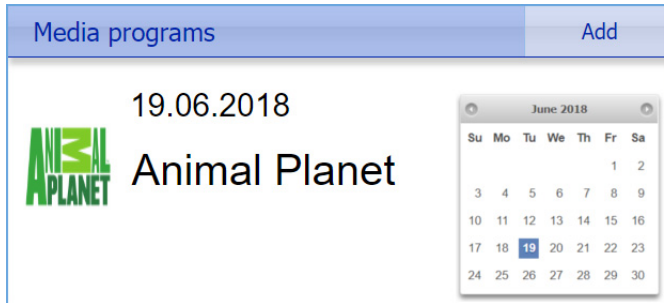 Media programs
Add
19.06.2018
ANIMAL
PLANET
Animal Planet
June 2018
Su Mo Tu We Th Fr Sa
1 2
3 4 5 6 7 8 9
10 11 12 13 14 15 16
17 18 19 20 21 22 23
24 25 26 27 28 29 30